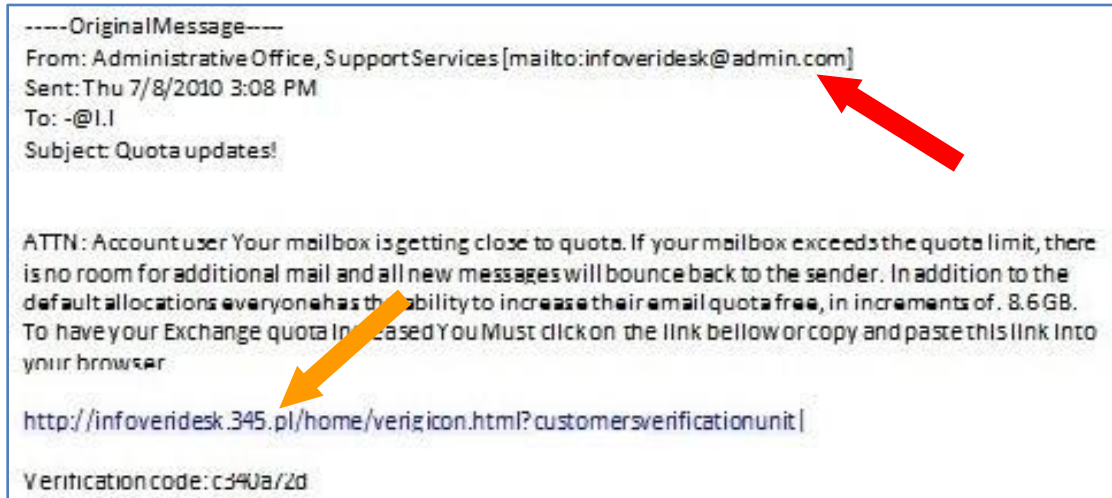 -----Original Message-----
From: Administrative Office, Support Services [mailto:infoveridesk@admin.com]
Sent: Thu 7/8/2010 3:08 PM
To: -@I.I
Subject: Quota updates!
ATTN: Account user Your mailbox is getting close to quota. If your mailbox exceeds the quota limit, there
is no room for additional mail and all new messages will bounce back to the sender. In addition to the
default allocations everyone has the ability to increase their email quota free, in increments of. 8.6GB.
To have your Exchange quota increased You Must click on the link bellow or copy and paste this link into
your browser
http://infoveridesk.345.pl/home/verigicon.html?customersverificationunit|
Verification code: c340a72d